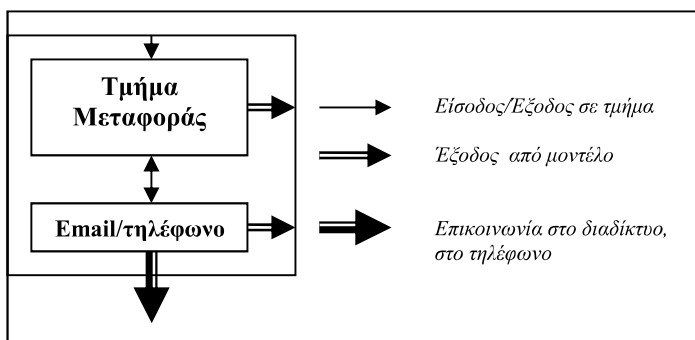 Τμήμα
Μεταφοράς
Είσοδος/Έξοδος σε τμήμα
Έξοδος από μοντέλο
Email/τηλέφωνο
Επικοινωνία στο διαδίκτυο,
στο τηλέφωνο